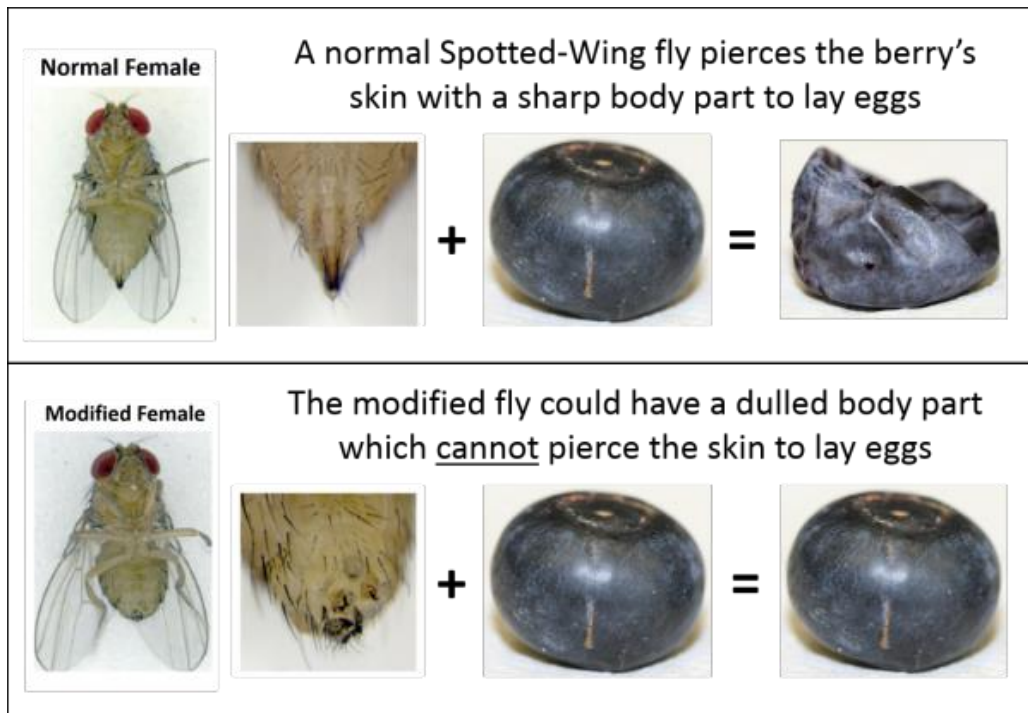 Normal Female
A normal Spotted-Wing fly pierces the berry’s
skin with a sharp body part to lay eggs
+
=
Modified Female
The modified fly could have a dulled body part
which cannot pierce the skin to lay eggs
+
=